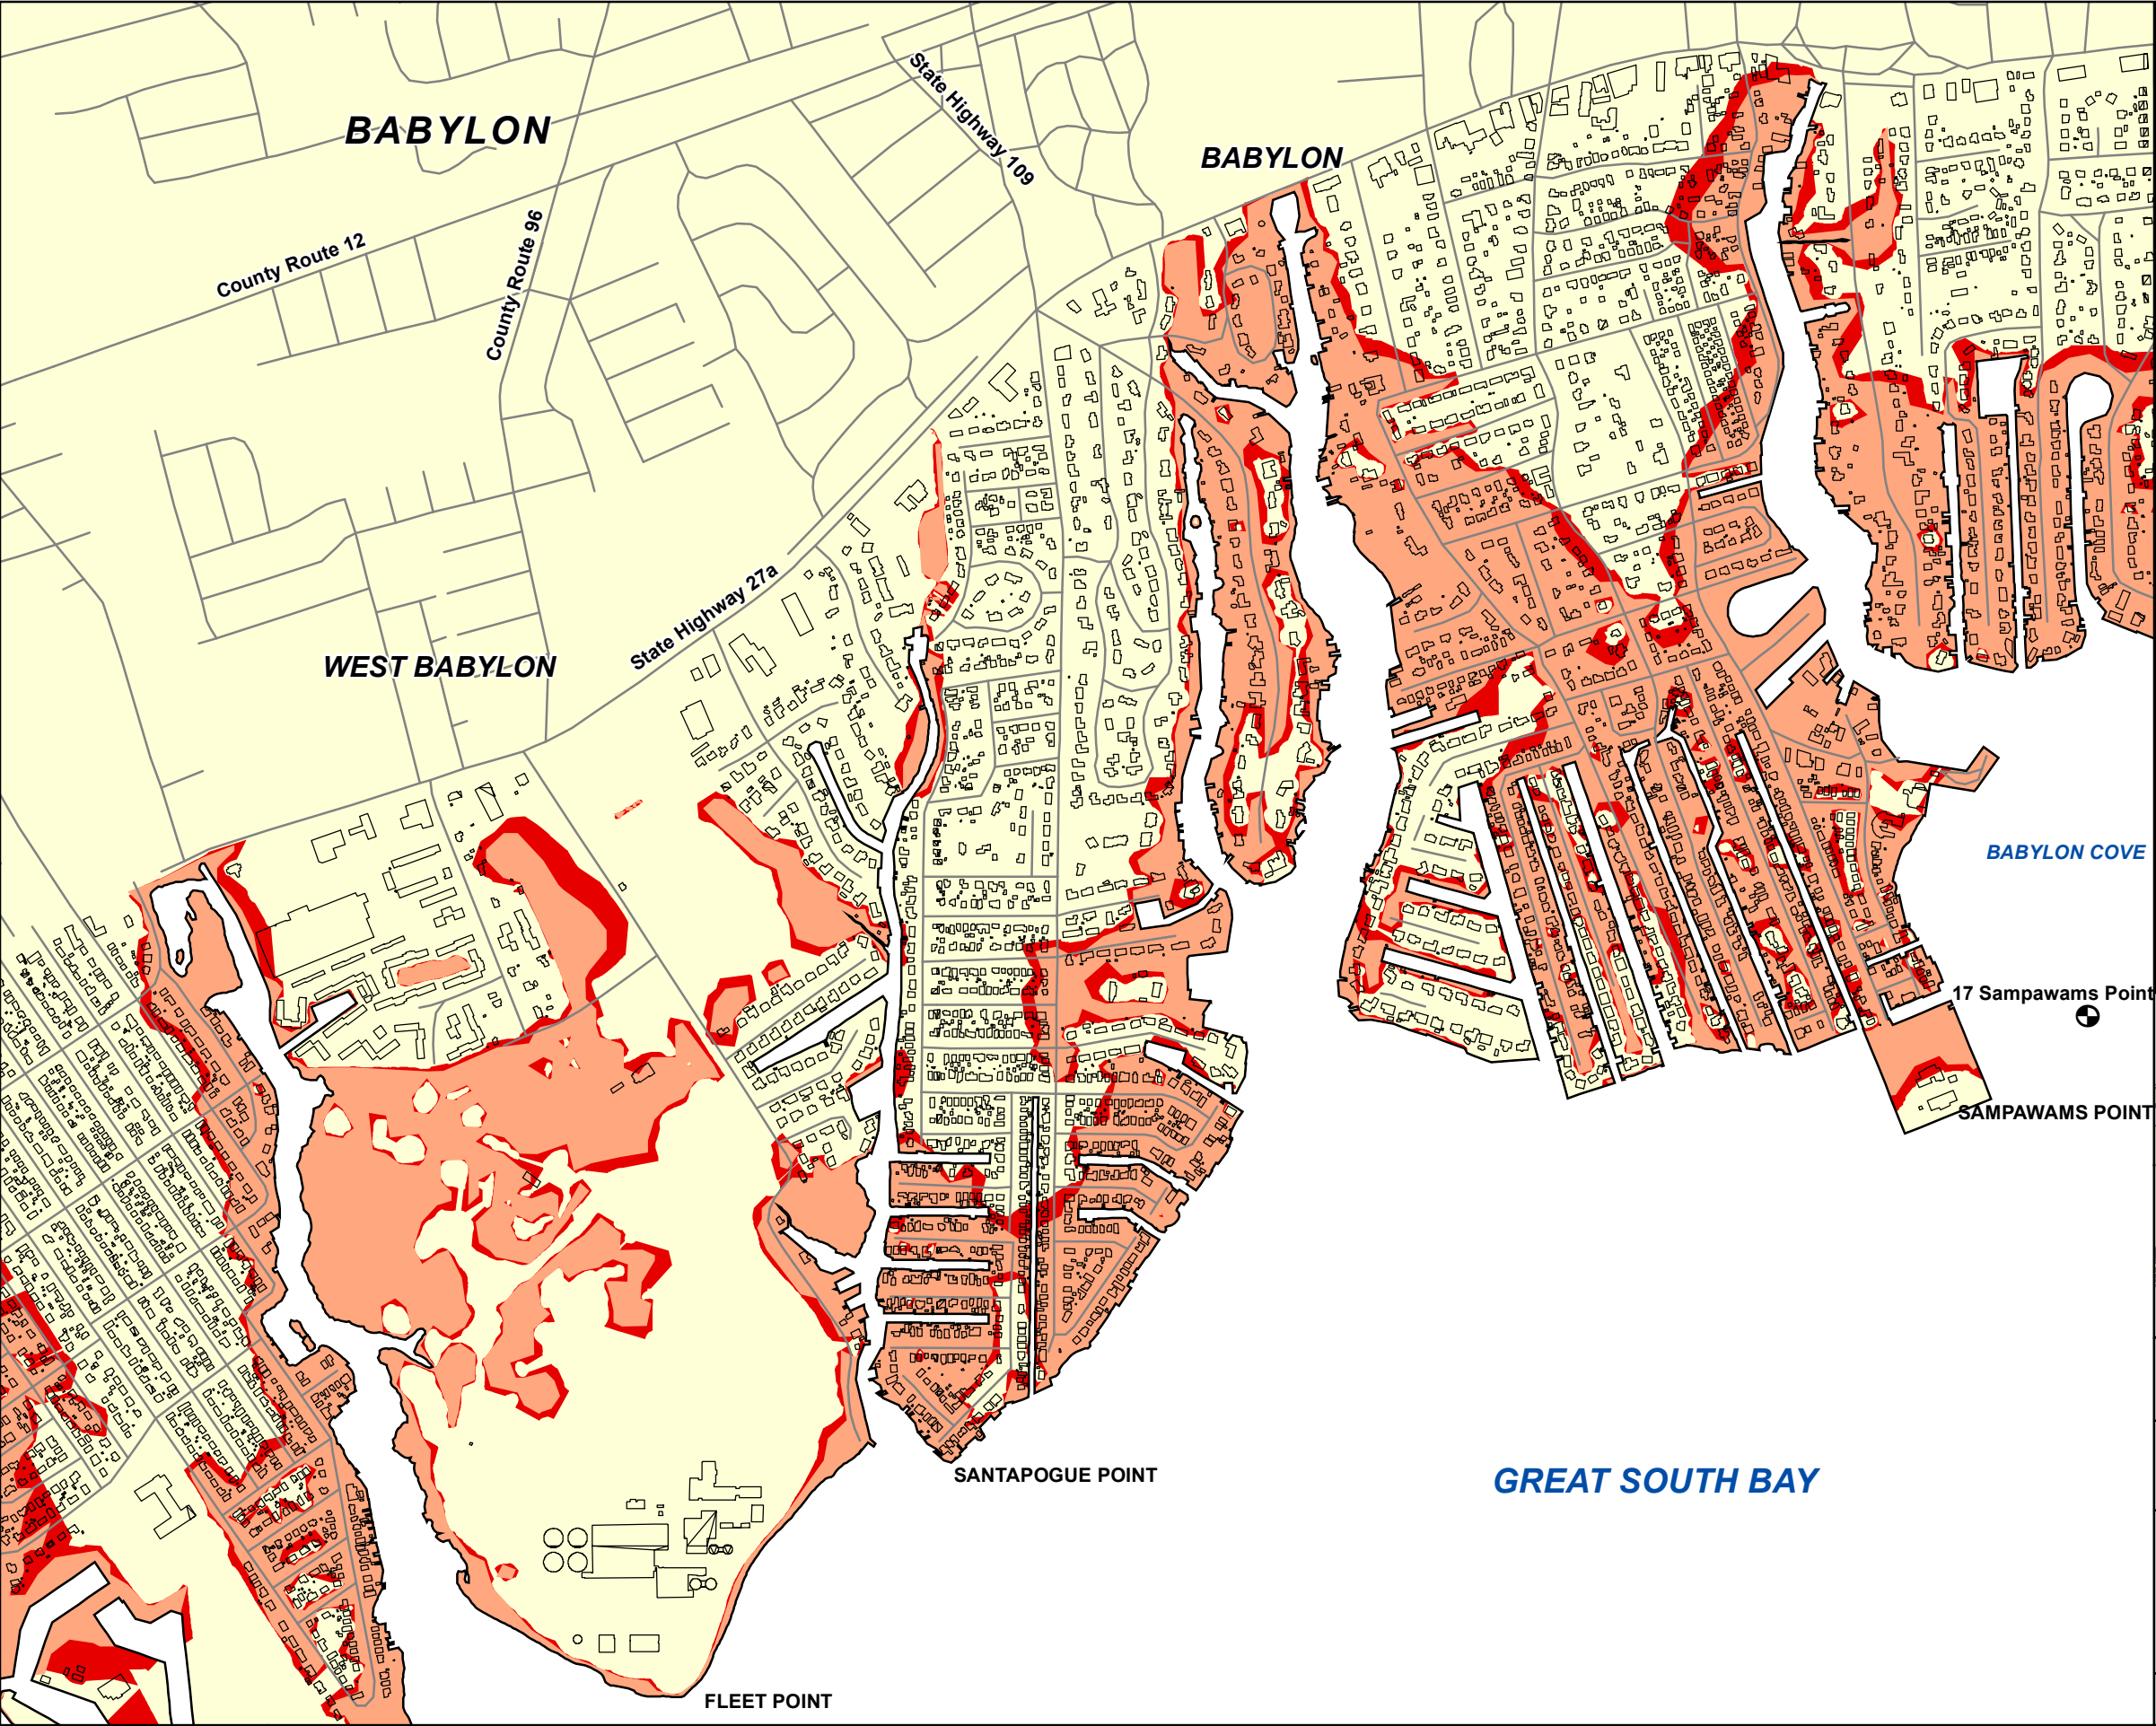 State Highway 109
BABYLON
BABYLON
County Route 12
County Route 96
State Highway 27a
WEST BABYLON
BABYLON COVE
17 Sampawams Point
SAMPAWAMS POINT
SANTAPOGUE POINT
GREAT SOUTH BAY
FLEET POINT